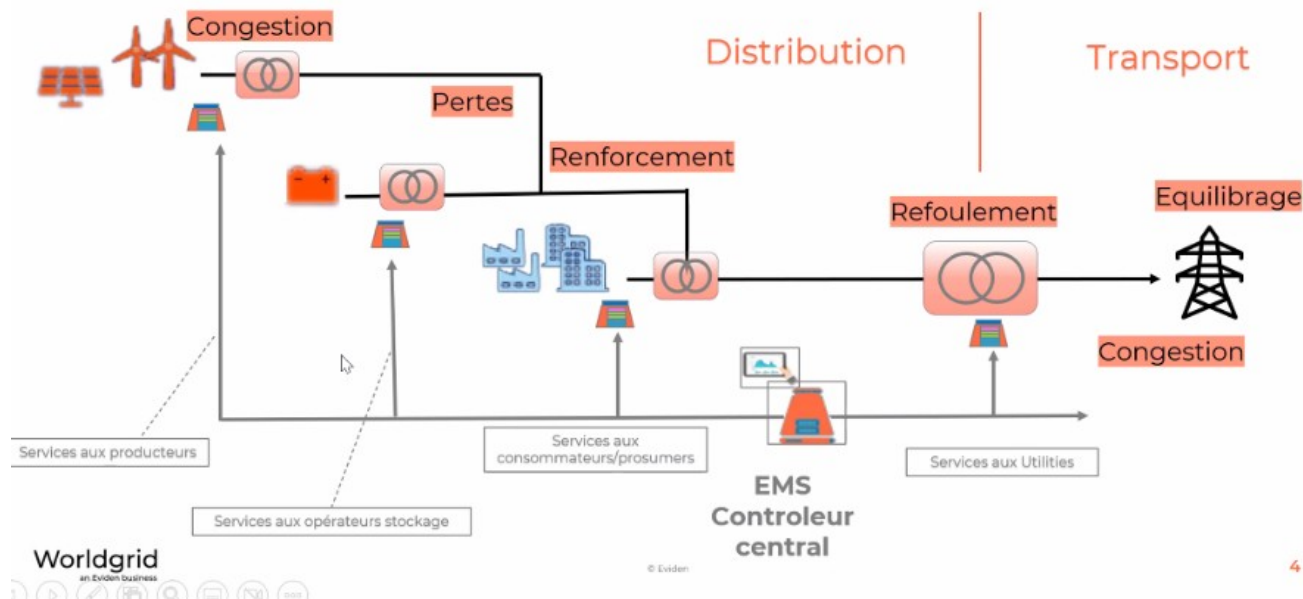 Congestion
Distribution
Transport
Pertes
Renforcement
Refoulement
Equilibrage
Congestion
Services aux producteurs
Services aux
consommateurs/prosumers
Services aux Utilities
Services aux opérateurs stockage
EMS
Controleur
central
Worldgrid
an Eviden business
© Eviden
4